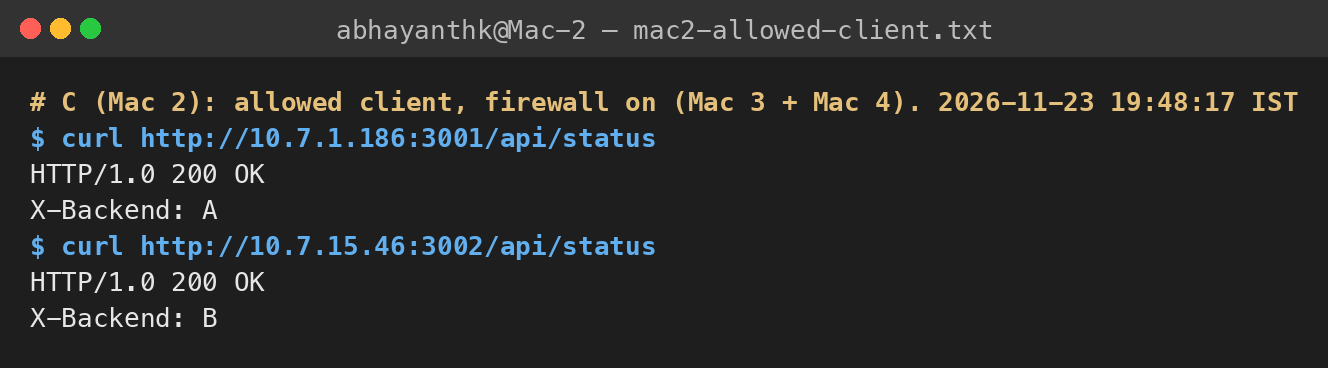 abhayanthk@Mac-2 — mac2-allowed-client.txt
# C (Mac 2): allowed client, firewall on (Mac 3 + Mac 4). 2026-11-23 19:48:17 IST
$ curl http://10.7.1.186:3001/api/status
HTTP/1.0 200 OK
X-Backend: A
$ curl http://10.7.15.46:3002/api/status
HTTP/1.0 200 OK
X-Backend: B